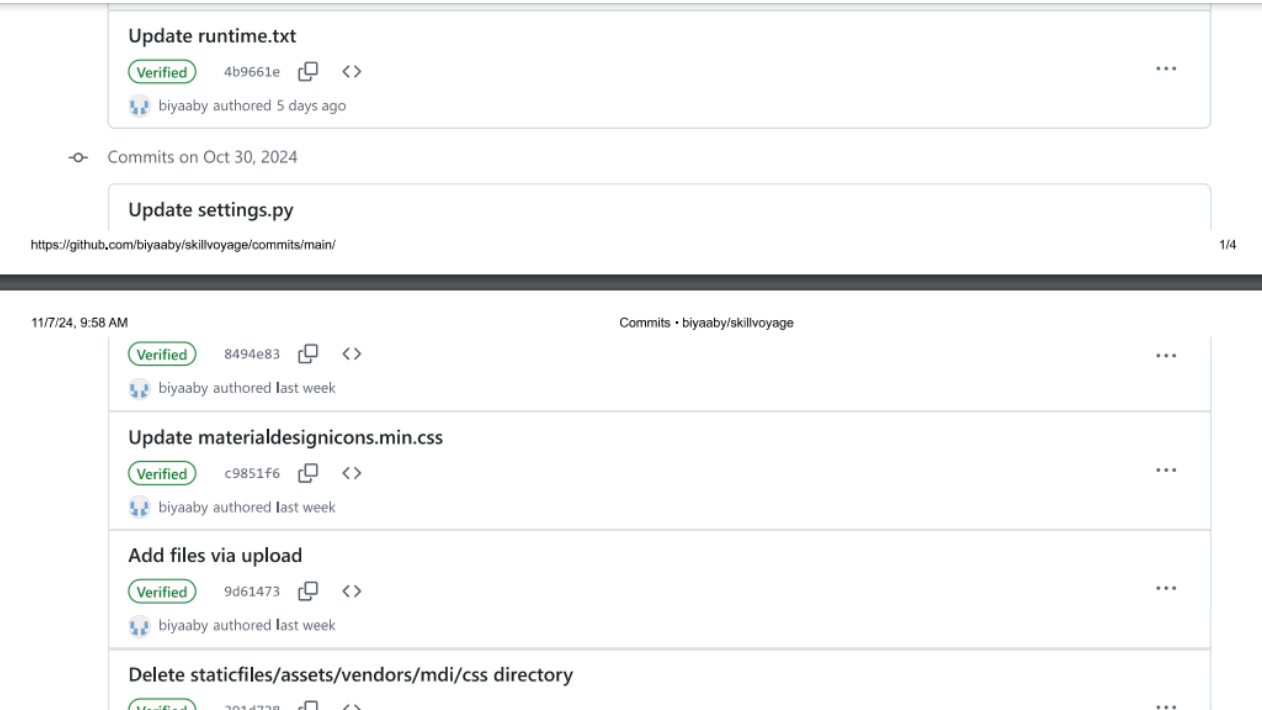 Update runtime.txt
Verified 4b9661e
biyaaby authored 5 days ago
Commits on Oct 30, 2024
Update settings.py
https://github.com/biyaaby/skillvoyage/commits/main/ 1/4
11/7/24, 9:58 AM Commits • biyaaby/skillvoyage
Verified 8494e83
biyaaby authored last week
Update materialdesignicons.min.css
Verified c9851f6
biyaaby authored last week
Add files via upload
Verified 9d61473
biyaaby authored last week
Delete staticfiles/assets/vendors/mdi/css directory
Verified